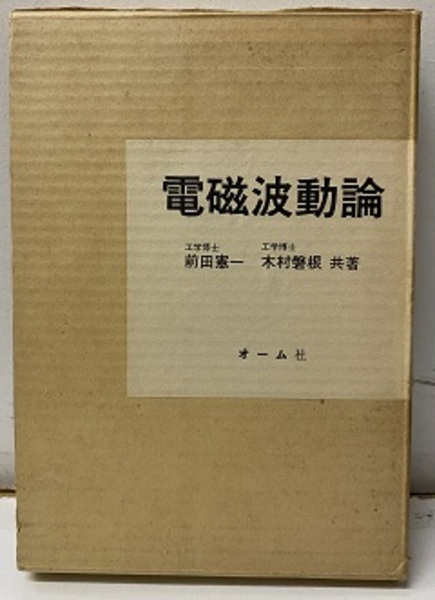 電磁波動論
工学博士 工学博士
前田憲一 木村磐根 共著
オーム社